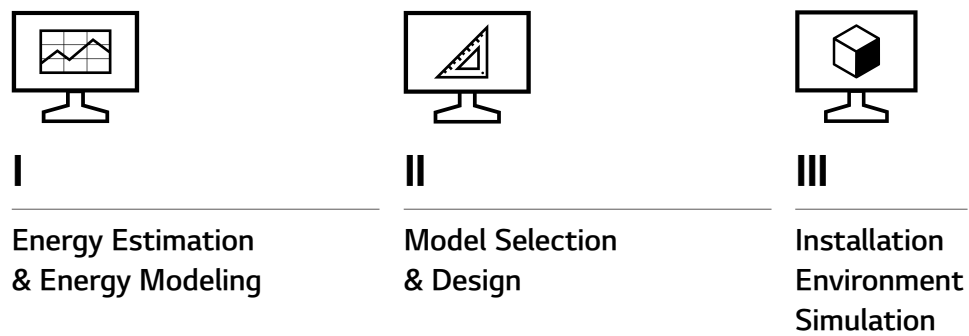 I
Energy Estimation
& Energy Modeling
II
Model Selection
& Design
III
Installation
Environment
Simulation